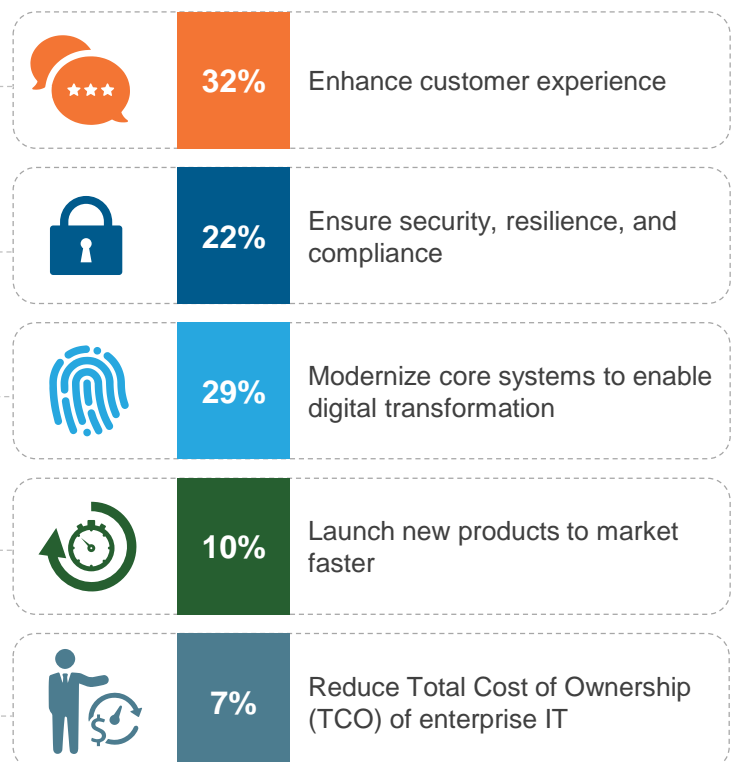 32%
Enhance customer experience
22%
Ensure security, resilience, and
compliance
29%
Modernize core systems to enable
digital transformation
10%
Launch new products to market
faster
7%
Reduce Total Cost of Ownership
(TCO) of enterprise IT
$